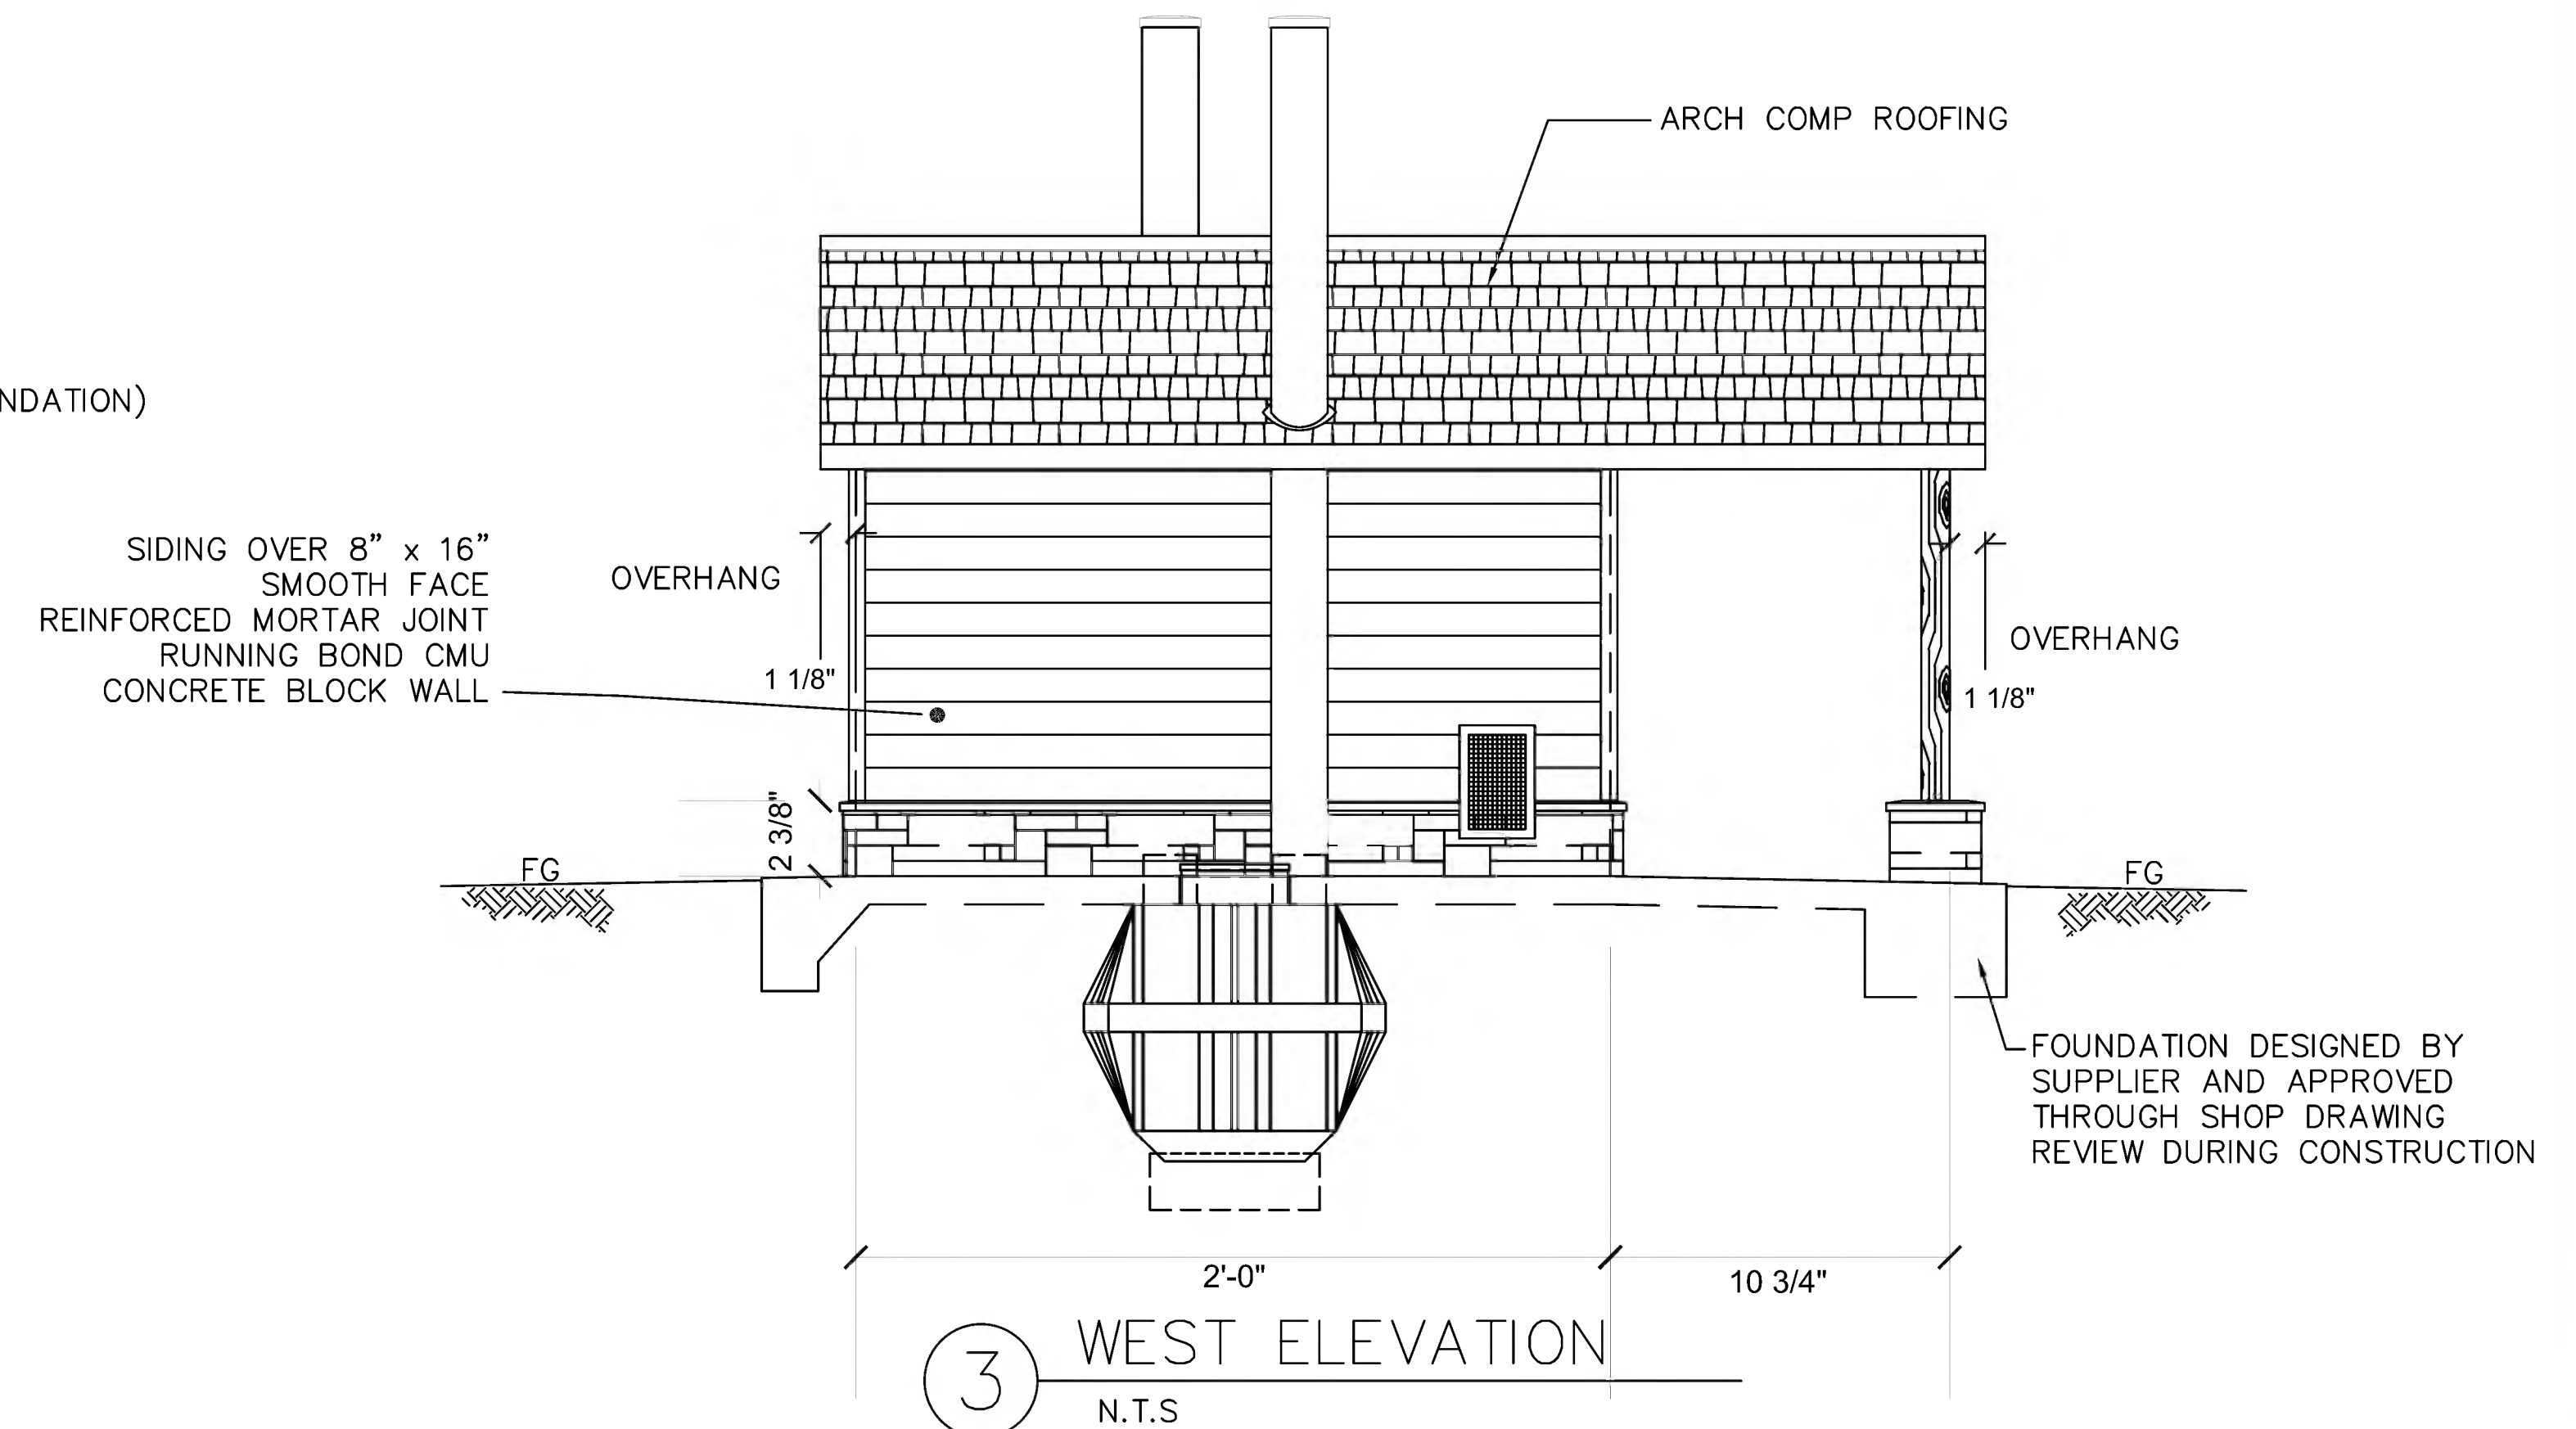 ARCH COMP ROOFING
NDATION)
SIDING OVER 8" x 16"
SMOOTH FACE
REINFORCED MORTAR JOINT
RUNNING BOND CMU
CONCRETE BLOCK WALL
OVERHANG
1 1/8"
OVERHANG
1 1/8"
2 3/8"
FG
FG
FOUNDATION DESIGNED BY
SUPPLIER AND APPROVED
THROUGH SHOP DRAWING
REVIEW DURING CONSTRUCTION
2'-0"
10 3/4"
3
WEST ELEVATION
N.T.S